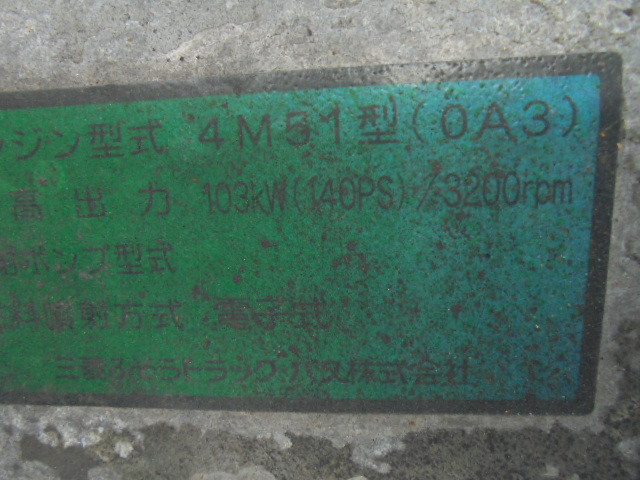 ンジン型式 4M51型(0A3)
高出力 103kW(140PS)/3200rpm
ポンプ型式
料噴射方式 電子式
三菱ふそうトラック・バス株式会社